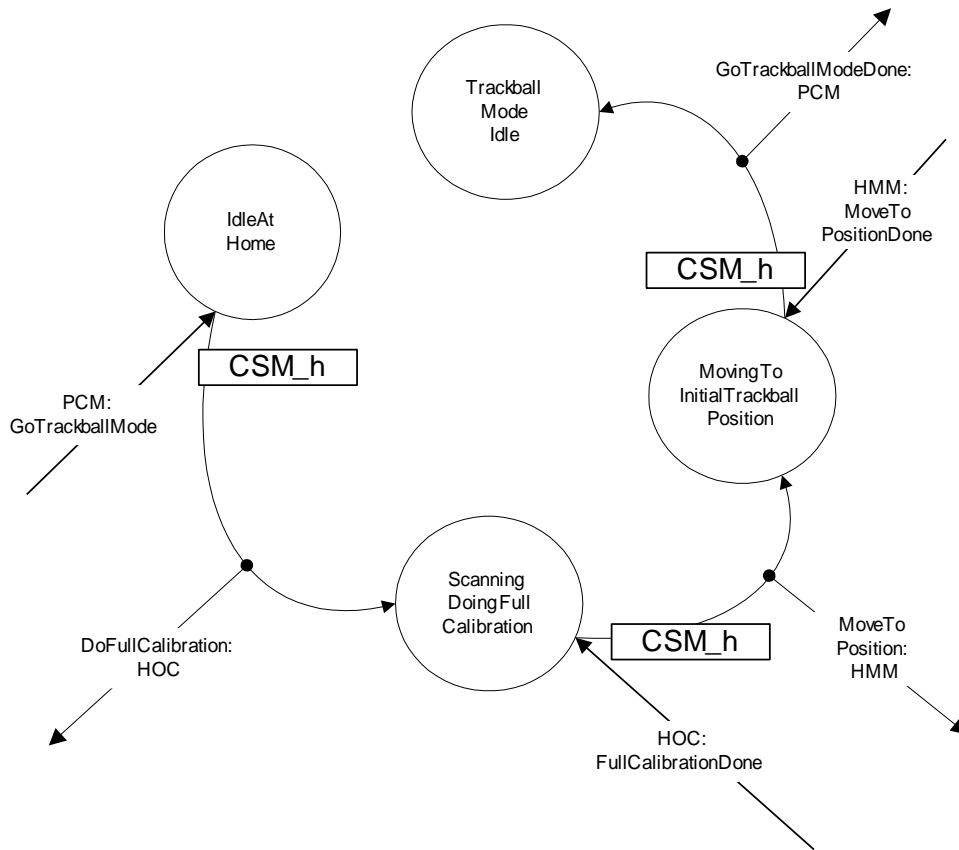 GoTrackballModeDone:
PCM
Trackball
Mode
Idle
HMM:
MoveTo
PositionDone
IdleAt
Home
CSM_h
CSM_h
MovingTo
InitialTrackball
Position
PCM:
GoTrackballMode
Scanning
DoingFull
Calibration
CSM_h
DoFullCalibration:
HOC
MoveTo
Position:
HMM
HOC:
FullCalibrationDone